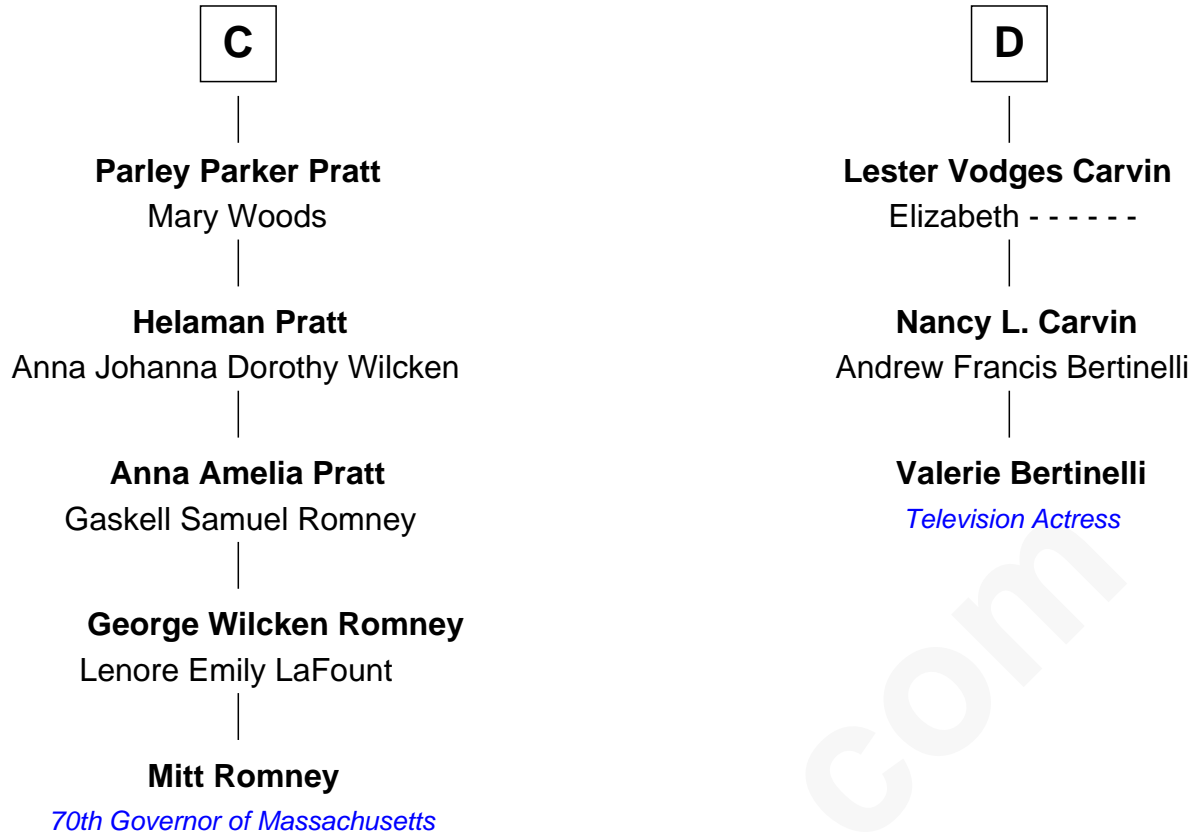 C
Parley Parker Pratt
Mary Woods
Helaman Pratt
Anna Johanna Dorothy Wilcken
Anna Amelia Pratt
Gaskell Samuel Romney
George Wilcken Romney
Lenore Emily LaFount
Mitt Romney
70th Governor of Massachusetts
D
Lester Vodges Carvin
Elizabeth - - - - - -
Nancy L. Carvin
Andrew Francis Bertinelli
Valerie Bertinelli
Television Actress
com